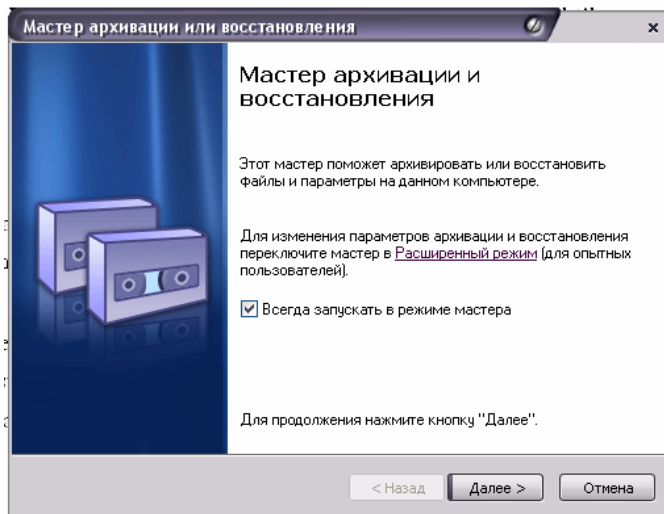 Мастер архивации или восстановления
Мастер архивации и
восстановления
Этот мастер поможет архивировать или восстановить
файлы и параметры на данном компьютере.
Для изменения параметров архивации и восстановления
переключите мастер в Расширенный режим (для опытных
пользователей).
Всегда запускать в режиме мастера
Для продолжения нажмите кнопку "Далее".
< Назад Далее > Отмена